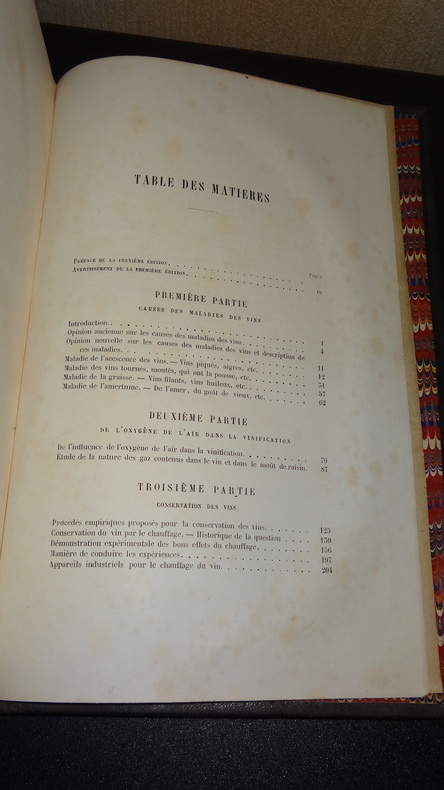 TABLE DES MATIÈRES
Pages
PRÉFACE DE LA DEUXIÈME ÉDITION
AVERTISSEMENT DE LA PREMIÈRE ÉDITION
PREMIÈRE PARTIE
CAUSES DES MALADIES DES VINS
Introduction. 1
Opinion ancienne sur les causes des maladies des vins. 4
Opinion nouvelle sur les causes des maladies des vins et description de
ces maladies. 11
Maladie de l'acescence des vins. — Vins piqués, aigres, etc. 12
Maladie des vins tournés, montés, qui ont la pousse, etc. 31
Maladie de la graisse. — Vins filants, vins huileux, etc. 57
Maladie de l'amertume. — De l'amer, du goût de vieux, etc. 62
DEUXIÈME PARTIE
DE L'OXYGÈNE DE L'AIR DANS LA VINIFICATION
De l'influence de l'oxygène de l'air dans la vinification. 79
Étude de la nature des gaz contenus dans le vin et dans le moût de raisin. 87
TROISIÈME PARTIE
CONSERVATION DES VINS
Procédés empiriques proposés pour la conservation des vins. 125
Conservation du vin par le chauffage. — Historique de la question 130
Démonstration expérimentale des bons effets du chauffage. 156
Manière de conduire les expériences. 197
Appareils industriels pour le chauffage du vin. 204